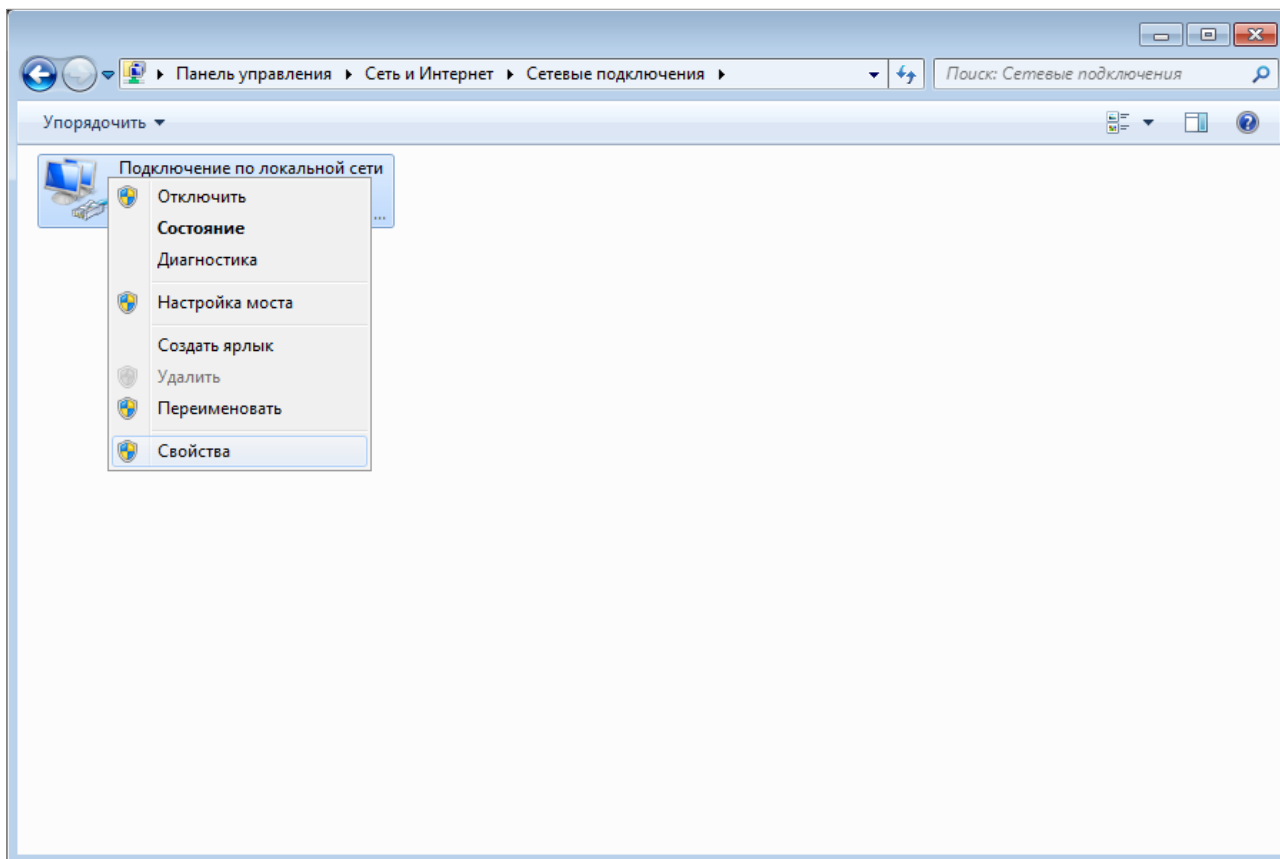 Панель управления Сеть и Интернет Сетевые подключения Поиск: Сетевые подключения
Упорядочить
Подключение по локальной сети
...
Отключить
Состояние
Диагностика
Настройка моста
Создать ярлык
Удалить
Переименовать
Свойства